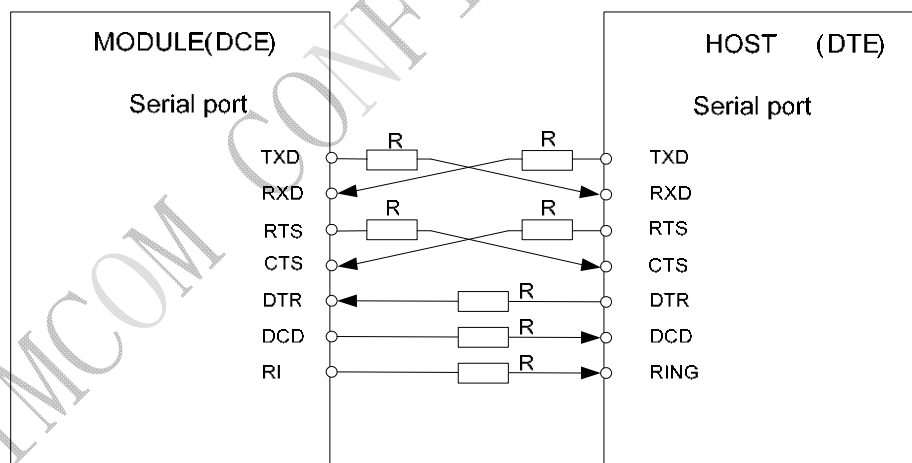 MODULE(DCE) HOST (DTE)
Serial port Serial port
R R
TXD TXD
RXD RXD
R R
RTS RTS
CTS CTS
DTR R DTR
DCD R DCD
RI R RING